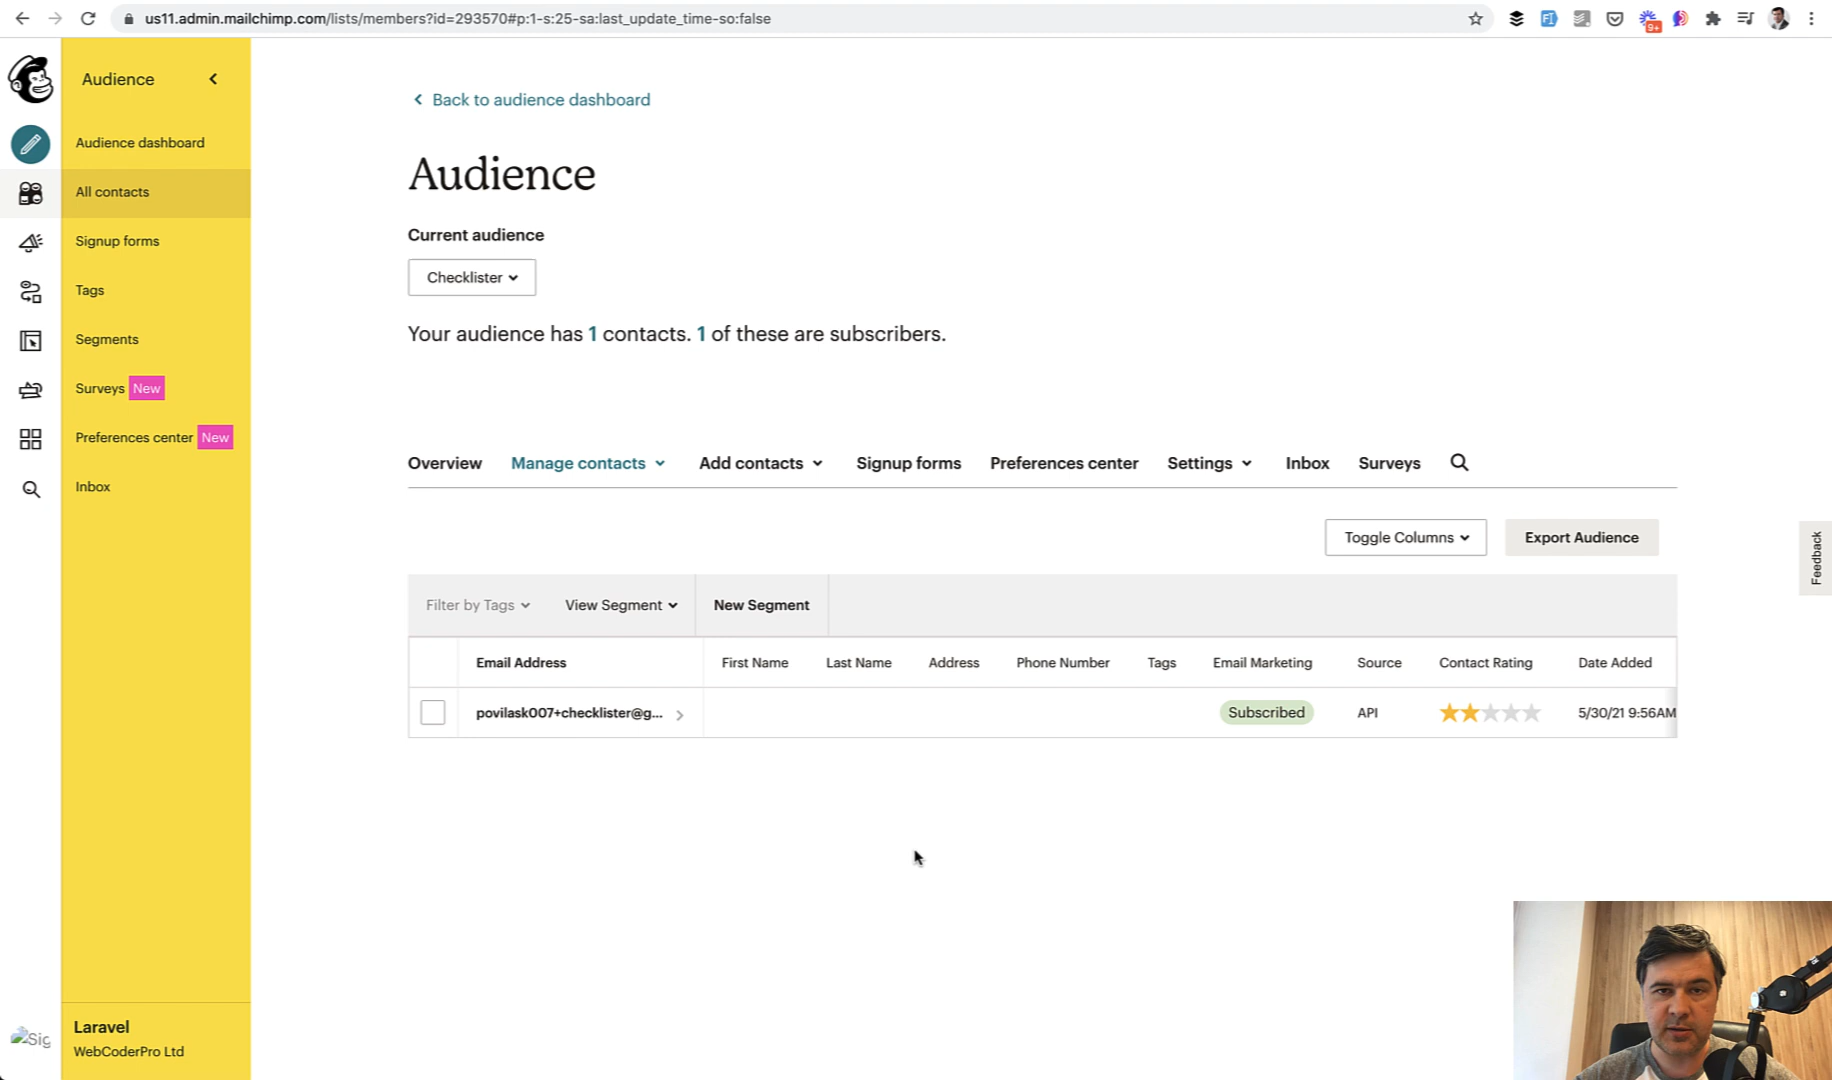 us11.admin.mailchimp.com/lists/members?id=293570#p:1-s:25-sa:last_update_time-so:false
9+
Audience
Audience dashboard
All contacts
Signup forms
Tags
Segments
Surveys New
Preferences center New
Inbox
Laravel
WebCoderPro Ltd
Sig
Back to audience dashboard
Audience
Current audience
Checklister
Your audience has 1 contacts. 1 of these are subscribers.
Overview Manage contacts Add contacts Signup forms Preferences center Settings Inbox Surveys
Toggle Columns Export Audience
Filter by Tags View Segment New Segment
Email Address First Name Last Name Address Phone Number Tags Email Marketing Source Contact Rating Date Added
povilask007+checklister@g... Subscribed API 5/30/21 9:56AM
Feedback